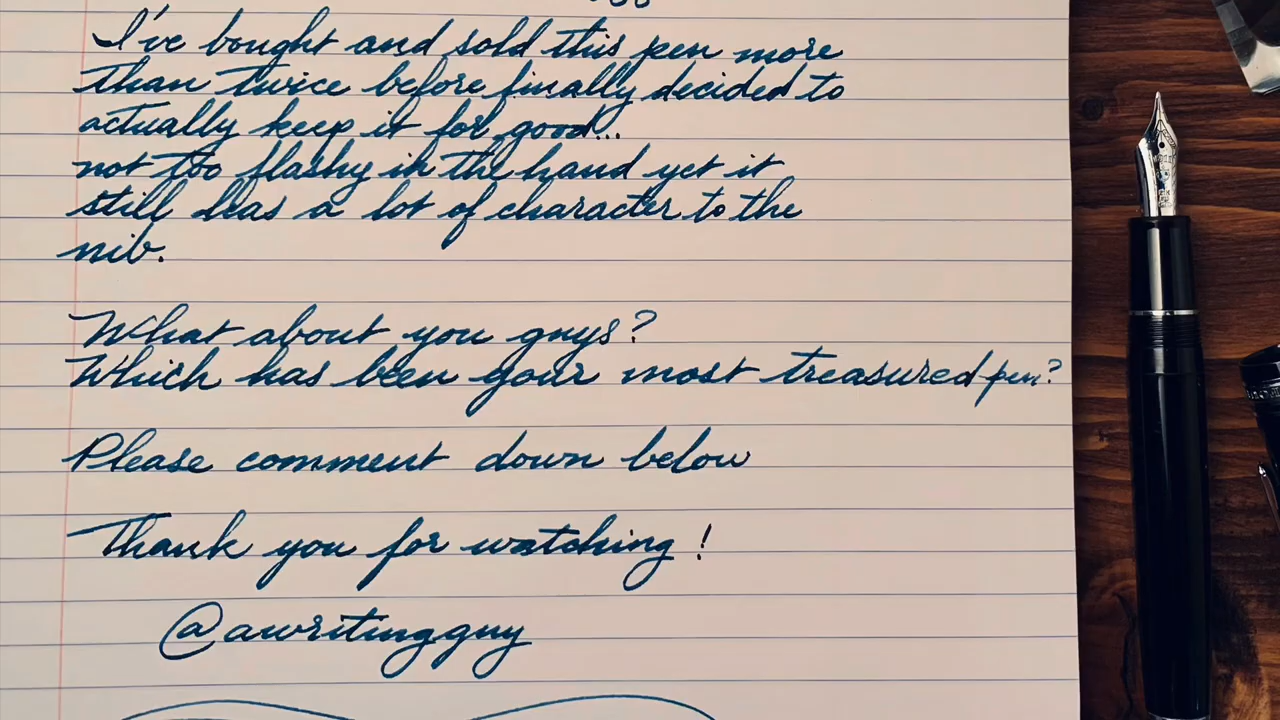 I've bought and sold this pen more
than twice before finally decided to
actually keep it for good...
not too flashy in the hand yet it
still has a lot of character to the
nib.
What about you guys?
Which has been your most treasured pen?
Please comment down below
Thank you for watching!
@awritingguy